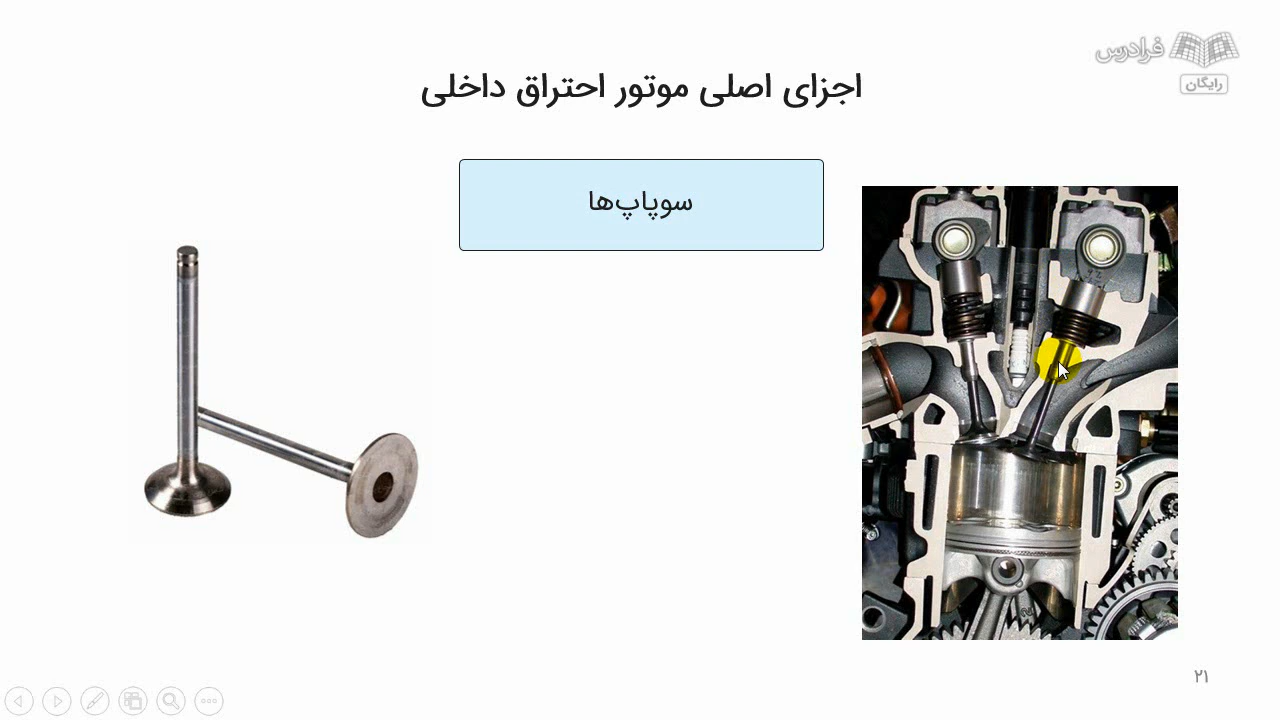 فرادرس
رایگان
اجزای اصلی موتور احتراق داخلی
سوپاپ‌ها
۲۱